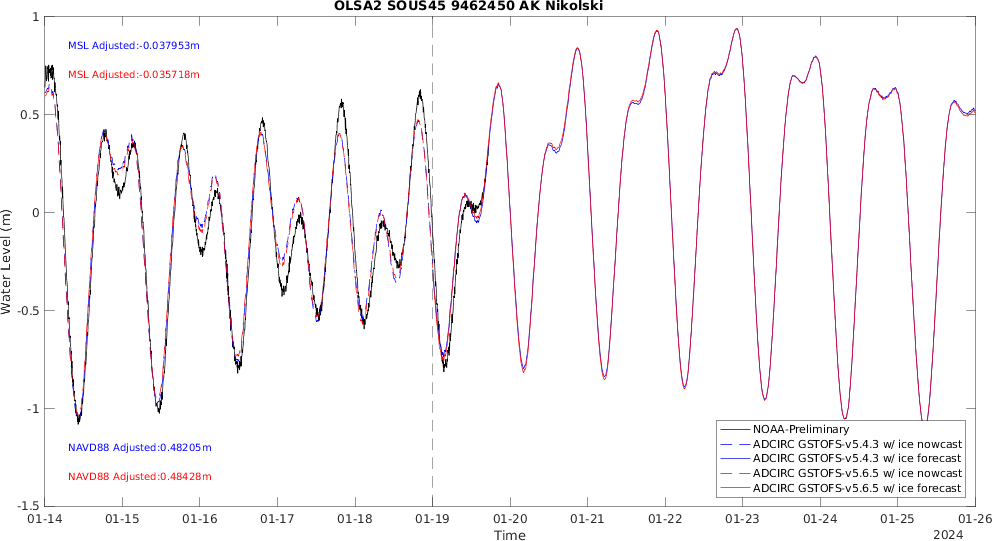 OLSA2 SOUS45 9462450 AK Nikolski
1
0.5
0
-0.5
-1
-1.5
Water Level (m)
MSL Adjusted:-0.037953m
MSL Adjusted:-0.035718m
NAVD88 Adjusted:0.48205m
NAVD88 Adjusted:0.48428m
NOAA-Preliminary
ADCIRC GSTOFS-v5.4.3 w/ ice nowcast
ADCIRC GSTOFS-v5.4.3 w/ ice forecast
ADCIRC GSTOFS-v5.6.5 w/ ice nowcast
ADCIRC GSTOFS-v5.6.5 w/ ice forecast
01-14 01-15 01-16 01-17 01-18 01-19 01-20 01-21 01-22 01-23 01-24 01-25 01-26
Time
2024